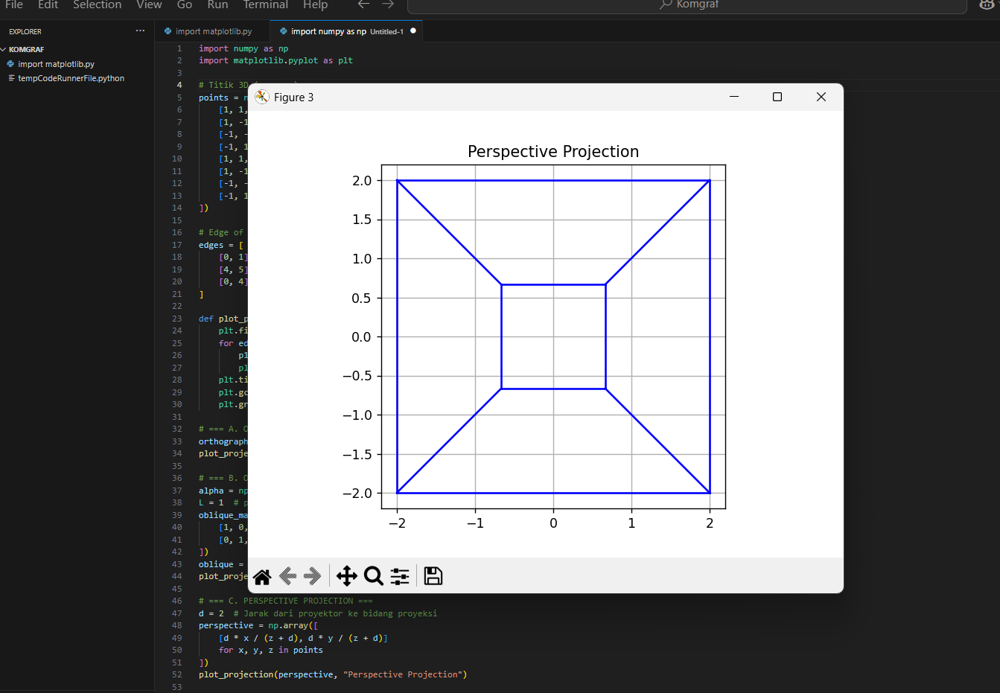 File Edit Selection View Go Run Terminal Help
Komgraf
EXPLORER
import matplotlib.py
import numpy as np Untitled-1
KOMGRAF
import matplotlib.py
tempCodeRunnerFile.python
1 import numpy as np
2 import matplotlib.pyplot as plt
3
4 # Titik 3D
5 points = n
6 [1, 1,
7 [1, -1
8 [-1, -
9 [-1, 1
10 [1, 1,
11 [1, -1
12 [-1, -
13 [-1, 1
14 ])
15
16 # Edge of
17 edges = [
18 [0, 1]
19 [4, 5]
20 [0, 4]
21 ]
22
23 def plot_p
24 plt.fi
25 for ed
26 pl
27 pl
28 plt.ti
29 plt.gc
30 plt.gr
31
32 # === A. O
33 orthograph
34 plot_proje
35
36 # === B. O
37 alpha = np
38 L = 1 # p
39 oblique_ma
40 [1, 0,
41 [0, 1,
42 ])
43 oblique =
44 plot_proje
45
46 # === C. PERSPECTIVE PROJECTION ===
47 d = 2 # Jarak dari proyektor ke bidang proyeksi
48 perspective = np.array([
49 [d * x / (z + d), d * y / (z + d)]
50 for x, y, z in points
51 ])
52 plot_projection(perspective, "Perspective Projection")
53
Figure 3
Perspective Projection
2.0
1.5
1.0
0.5
0.0
−0.5
−1.0
−1.5
−2.0
−2 −1 0 1 2